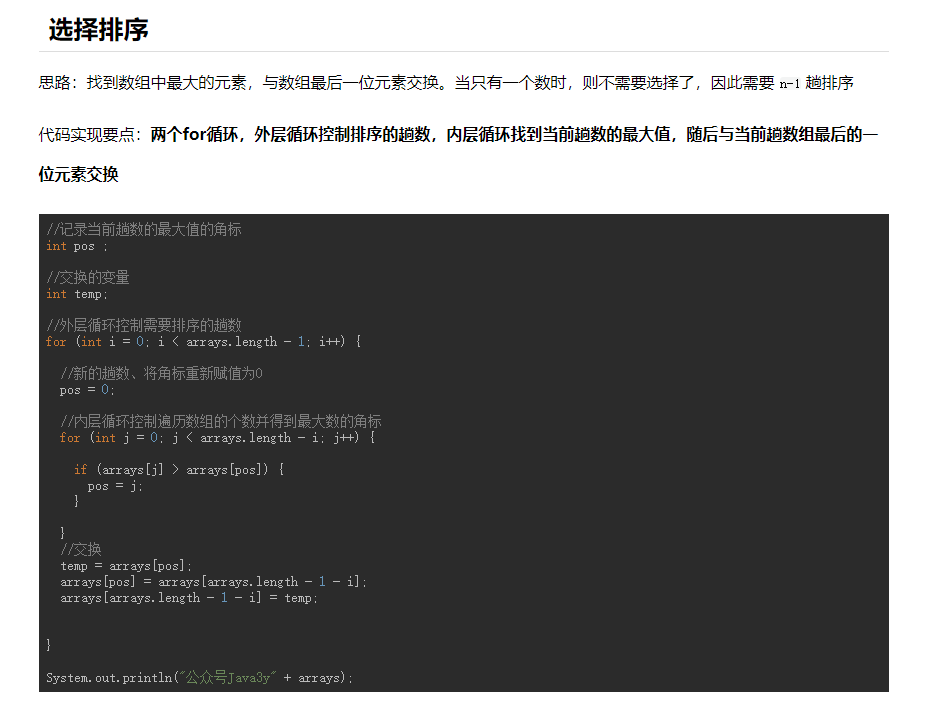 选择排序
思路：找到数组中最大的元素，与数组最后一位元素交换。当只有一个数时，则不需要选择了，因此需要 n-1 趟排序
代码实现要点：两个for循环，外层循环控制排序的趟数，内层循环找到当前趟数的最大值，随后与当前趟数组最后的一
位元素交换
//记录当前趟数的最大值的角标
int pos ;
//交换的变量
int temp;
//外层循环控制需要排序的趟数
for (int i = 0; i < arrays.length - 1; i++) {
//新的趟数、将角标重新赋值为0
pos = 0;
//内层循环控制遍历数组的个数并得到最大数的角标
for (int j = 0; j < arrays.length - i; j++) {
if (arrays[j] > arrays[pos]) {
pos = j;
}
}
//交换
temp = arrays[pos];
arrays[pos] = arrays[arrays.length - 1 - i];
arrays[arrays.length - 1 - i] = temp;
}
System.out.println("公众号Java3y" + arrays);